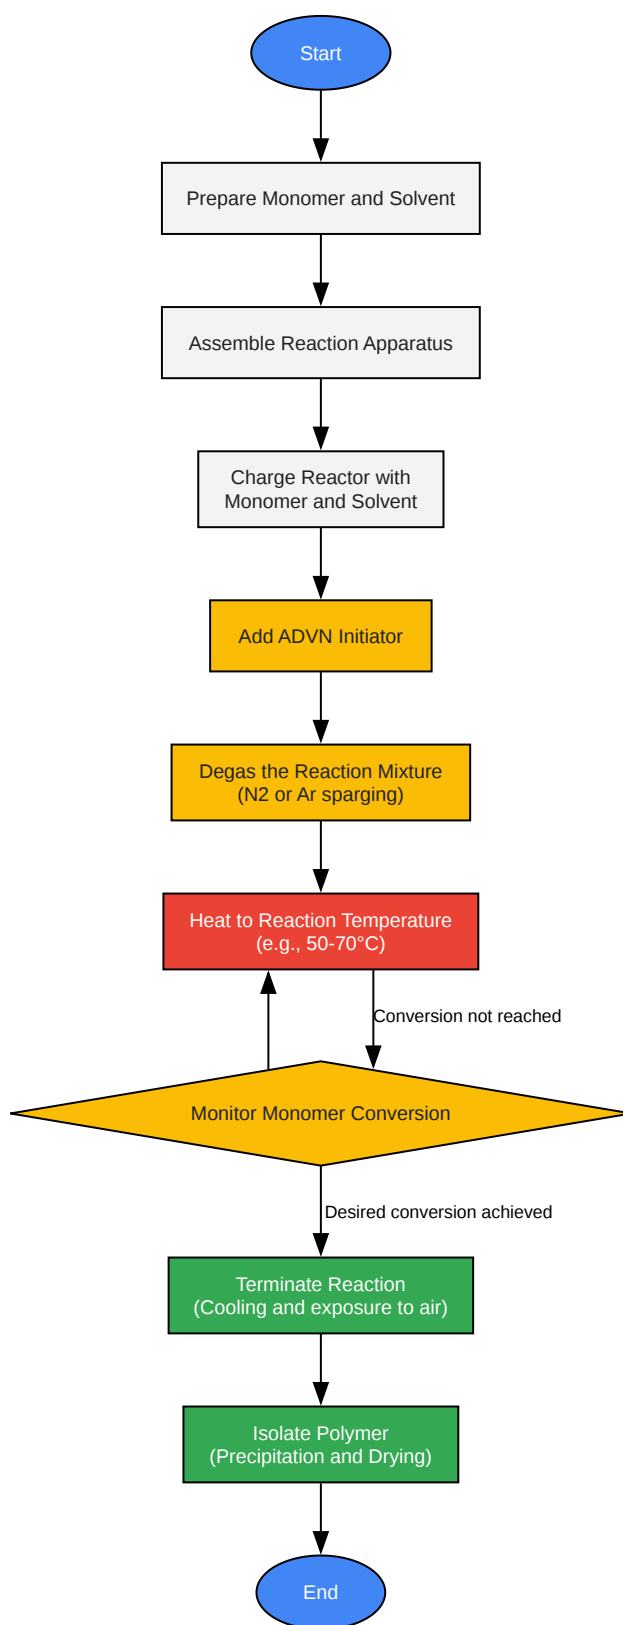 Start
Prepare Monomer and Solvent
Assemble Reaction Apparatus
Charge Reactor with
Monomer and Solvent
Add ADVN Initiator
Degas the Reaction Mixture
(N2 or Ar sparging)
Heat to Reaction Temperature
(e.g., 50-70°C)
Conversion not reached
Monitor Monomer Conversion
Desired conversion achieved
Terminate Reaction
(Cooling and exposure to air)
Isolate Polymer
(Precipitation and Drying)
End